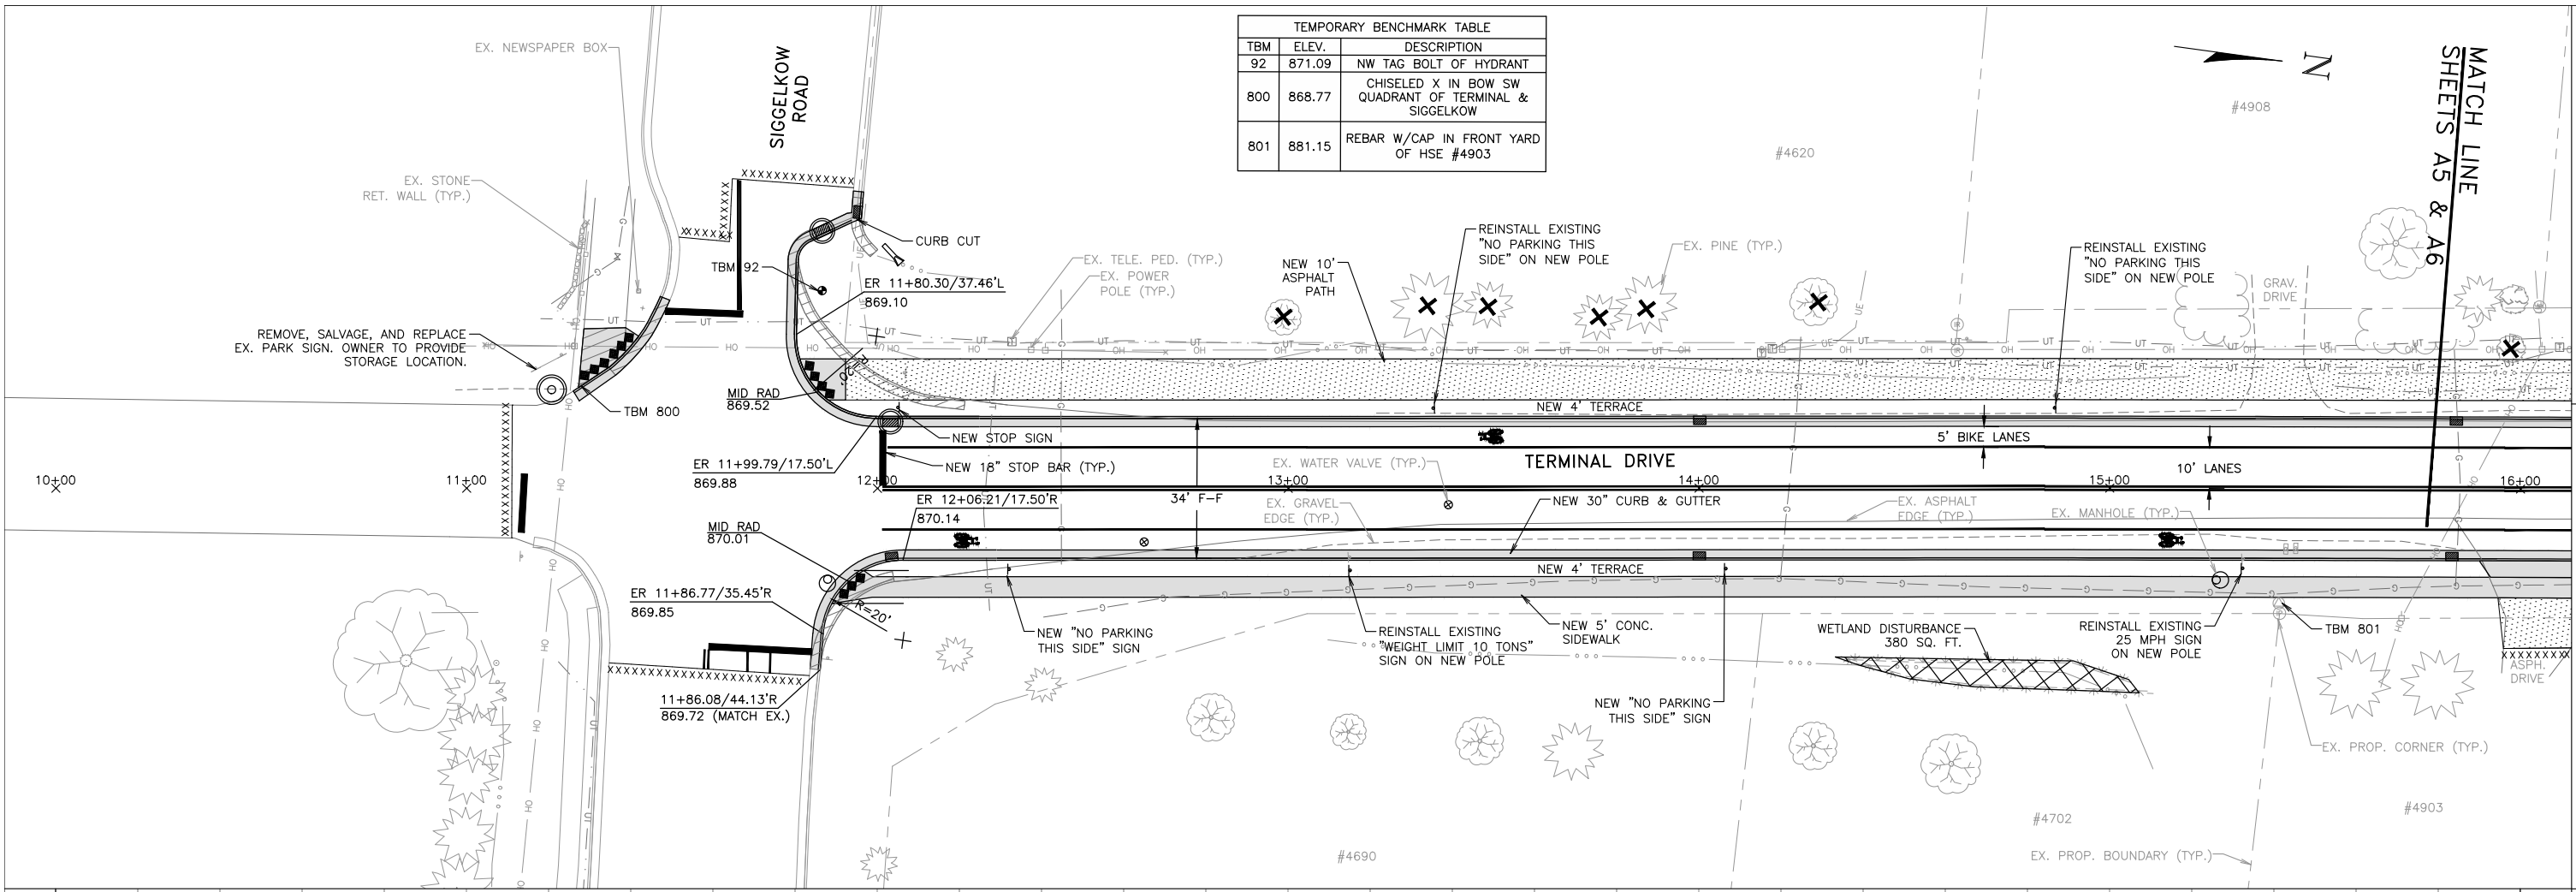 TEMPORARY BENCHMARK TABLE
TBM ELEV. DESCRIPTION
92 871.09 NW TAG BOLT OF HYDRANT
800 868.77 CHISELED X IN BOW SW
QUADRANT OF TERMINAL &
SIGGELKOW
801 881.15 REBAR W/CAP IN FRONT YARD
OF HSE #4903
N
MATCH LINE
SHEETS A5 & A6
#4908
#4620
EX. NEWSPAPER BOX
SIGGELKOW
ROAD
EX. STONE
RET. WALL (TYP.)
CURB CUT
TBM 92
ER 11+80.30/37.46'L
869.10
EX. TELE. PED. (TYP.)
EX. POWER
POLE (TYP.)
NEW 10'
ASPHALT
PATH
REINSTALL EXISTING
"NO PARKING THIS
SIDE" ON NEW POLE
EX. PINE (TYP.)
REINSTALL EXISTING
"NO PARKING THIS
SIDE" ON NEW POLE
GRAV.
DRIVE
REMOVE, SALVAGE, AND REPLACE
EX. PARK SIGN. OWNER TO PROVIDE
STORAGE LOCATION.
TBM 800
MID RAD
869.52
R=20'
NEW 4' TERRACE
NEW STOP SIGN
5' BIKE LANES
ER 11+99.79/17.50'L
869.88
NEW 18" STOP BAR (TYP.)
EX. WATER VALVE (TYP.)
TERMINAL DRIVE
10' LANES
10+00
11+00
12+00
13+00
14+00
15+00
16+00
ER 12+06.21/17.50'R
870.14
34' F-F
EX. GRAVEL
EDGE (TYP.)
NEW 30" CURB & GUTTER
EX. ASPHALT
EDGE (TYP.)
EX. MANHOLE (TYP.)
MID RAD
870.01
NEW 4' TERRACE
ER 11+86.77/35.45'R
869.85
R=20'
NEW "NO PARKING
THIS SIDE" SIGN
REINSTALL EXISTING
"WEIGHT LIMIT 10 TONS"
SIGN ON NEW POLE
NEW 5' CONC.
SIDEWALK
WETLAND DISTURBANCE
380 SQ. FT.
REINSTALL EXISTING
25 MPH SIGN
ON NEW POLE
TBM 801
ASPH.
DRIVE
11+86.08/44.13'R
869.72 (MATCH EX.)
NEW "NO PARKING
THIS SIDE" SIGN
EX. PROP. CORNER (TYP.)
#4903
#4702
#4690
EX. PROP. BOUNDARY (TYP.)